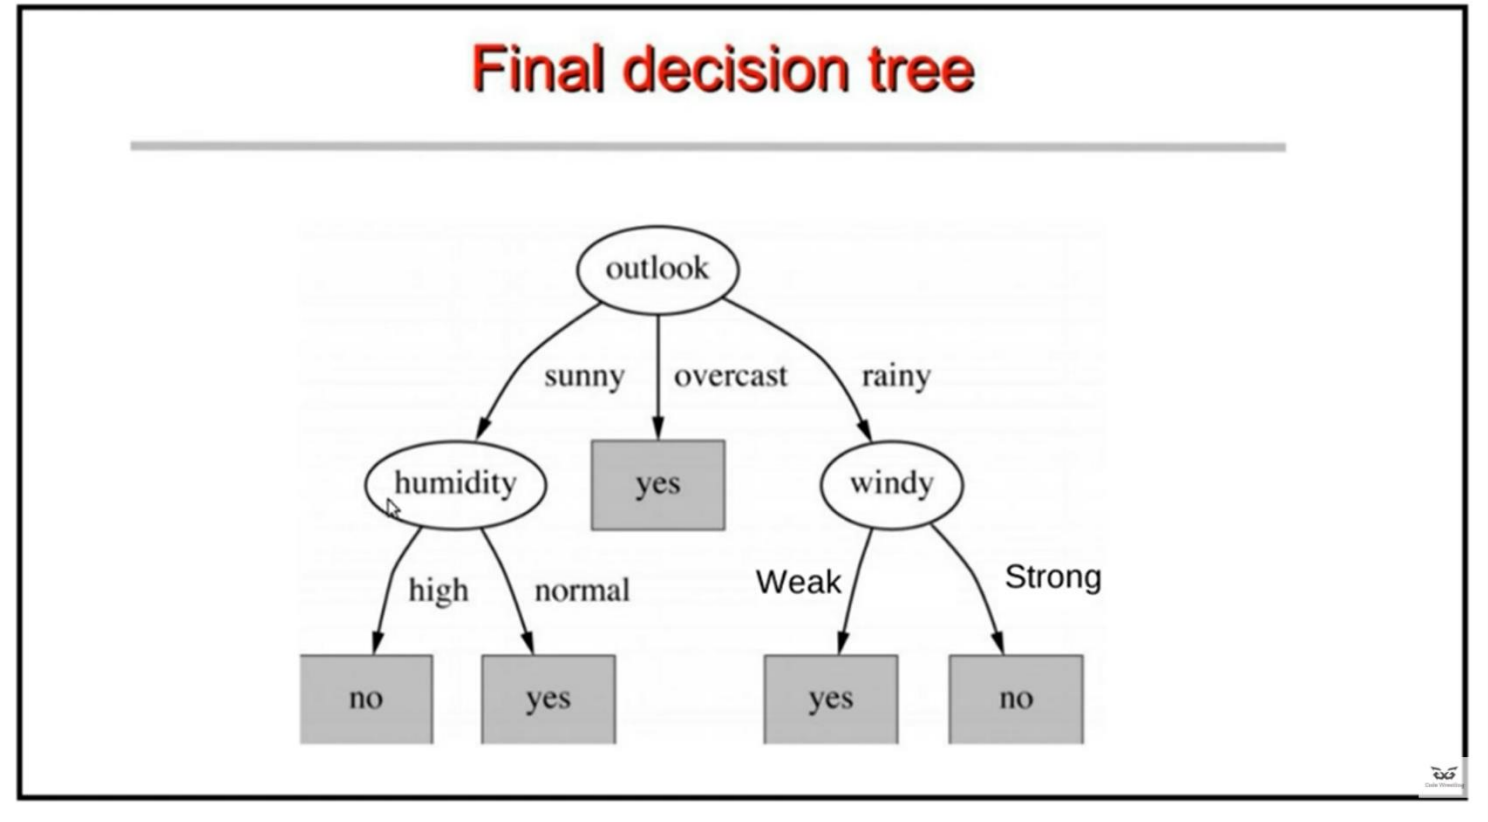 Final decision tree
outlook
sunny overcast rainy
humidity yes windy
high normal Weak Strong
no yes yes no